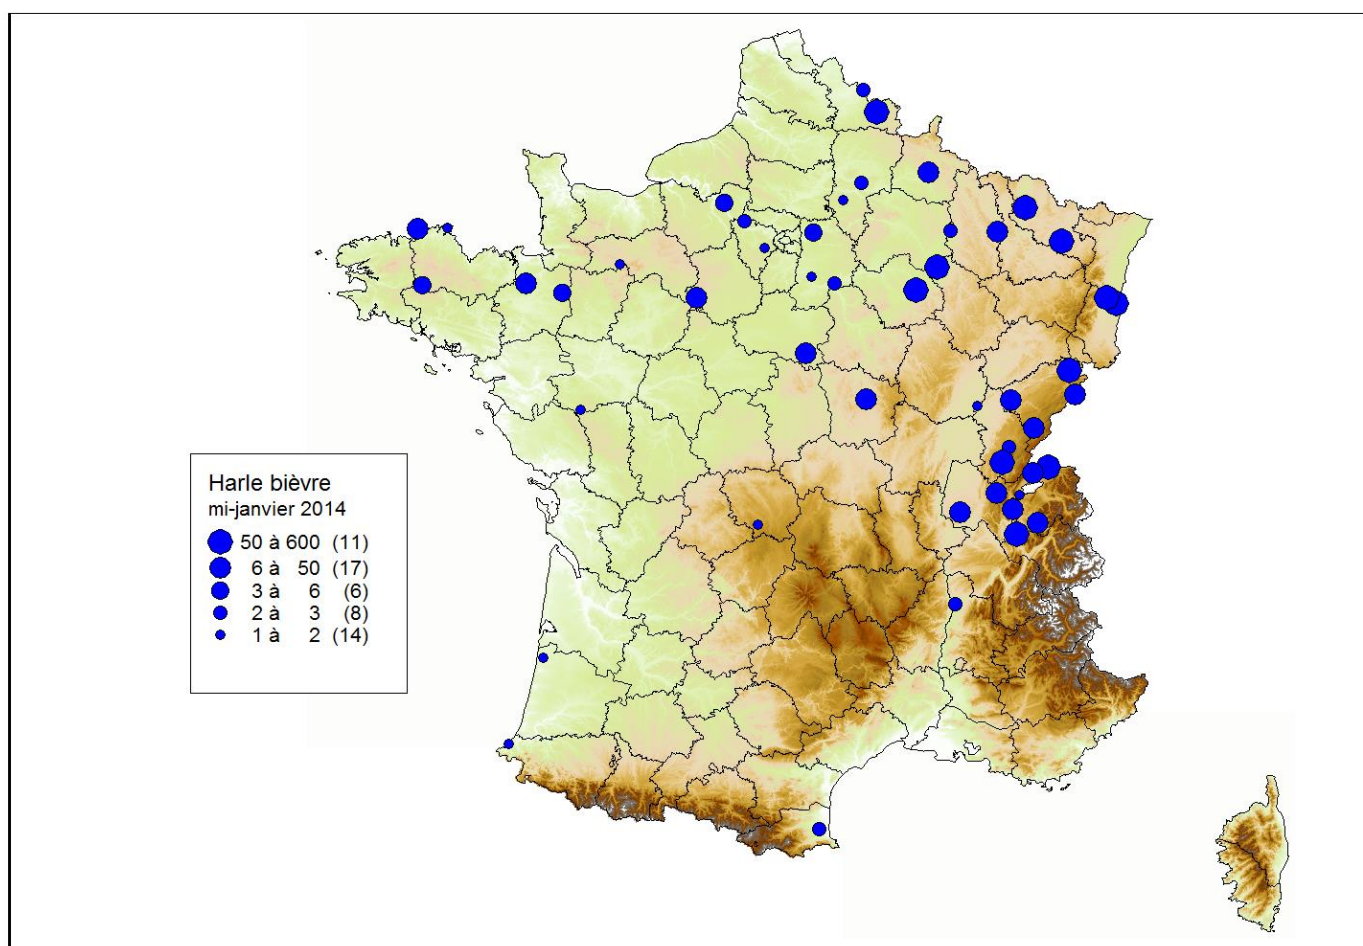 Harle bièvre
mi-janvier 2014
50 à 600 (11)
6 à 50 (17)
3 à 6 (6)
2 à 3 (8)
1 à 2 (14)